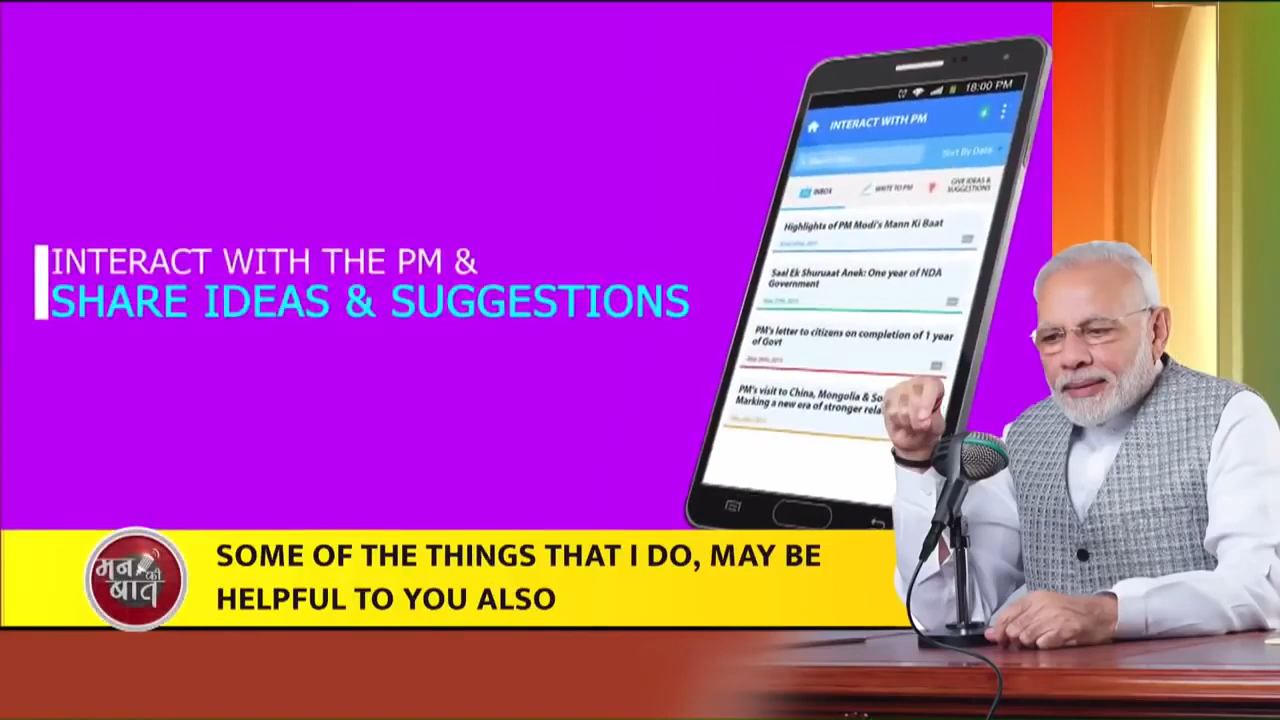 INTERACT WITH THE PM &
SHARE IDEAS & SUGGESTIONS
18:00 PM
INTERACT WITH PM
Sort By Date
INBOX
WRITE TO PM
GIVE IDEAS &
SUGGESTIONS
Highlights of PM Modi's Mann Ki Baat
Saal Ek Shuruaat Anek: One year of NDA
Government
PM's letter to citizens on completion of 1 year
of Govt
PM's visit to China, Mongolia & So
Marking a new era of stronger rela
मन
की
बात
SOME OF THE THINGS THAT I DO, MAY BE
HELPFUL TO YOU ALSO